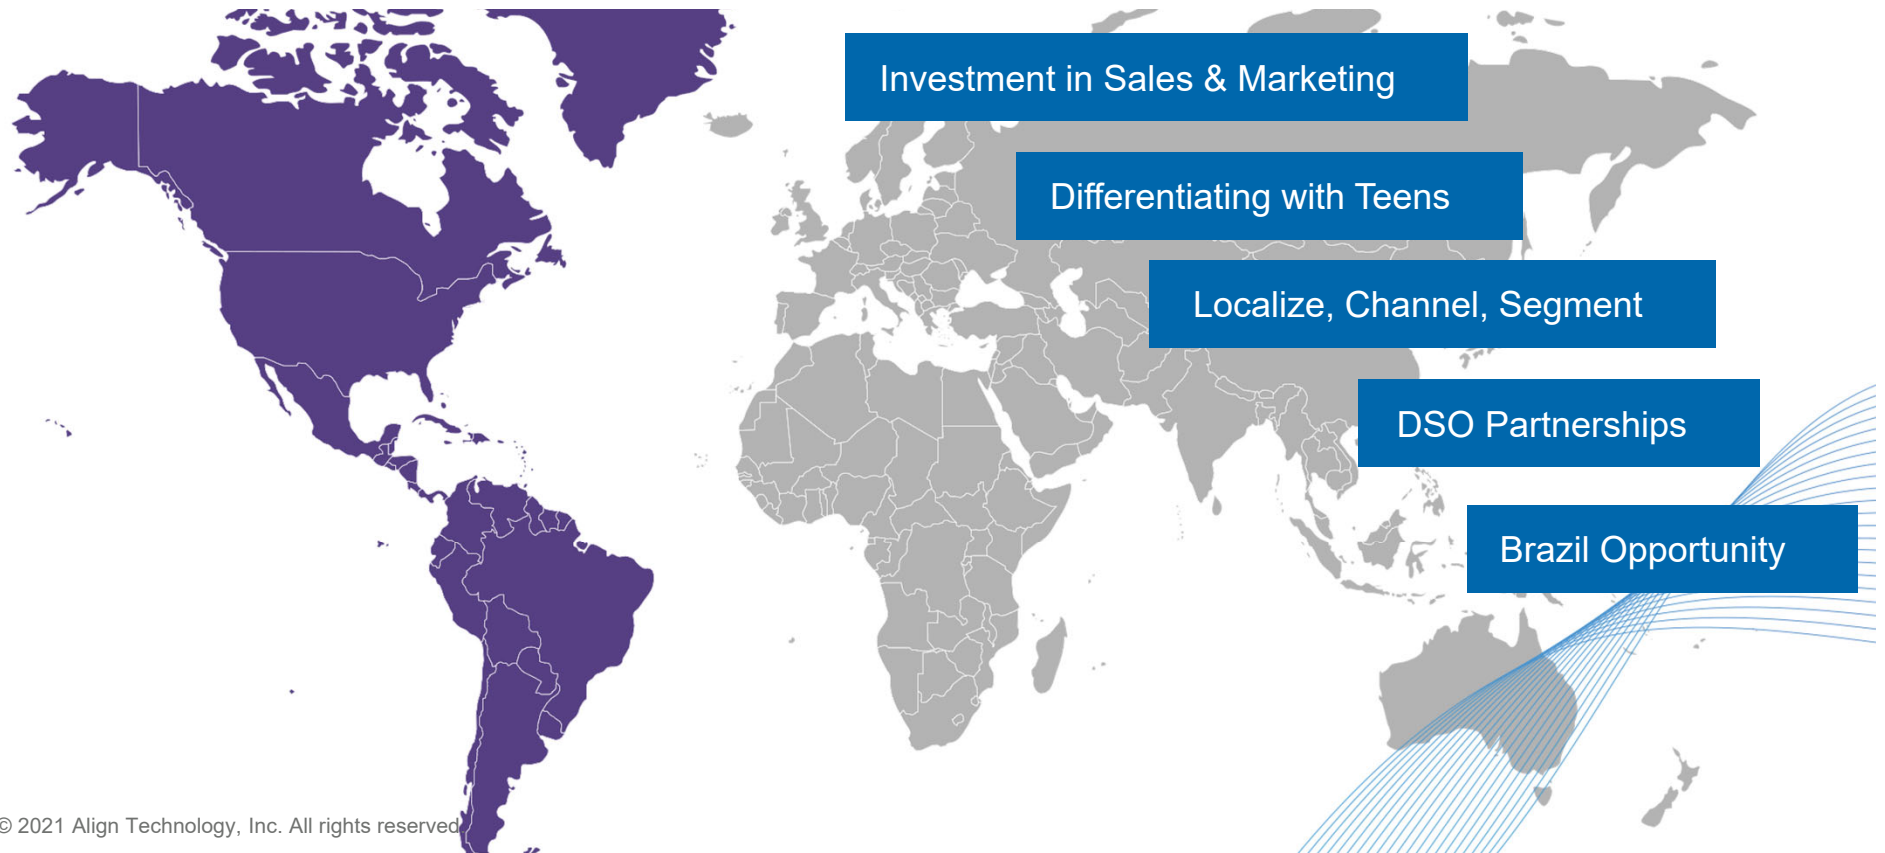 Investment in Sales & Marketing
Differentiating with Teens
Localize, Channel, Segment
DSO Partnerships
Brazil Opportunity
© 2021 Align Technology, Inc. All rights reserved